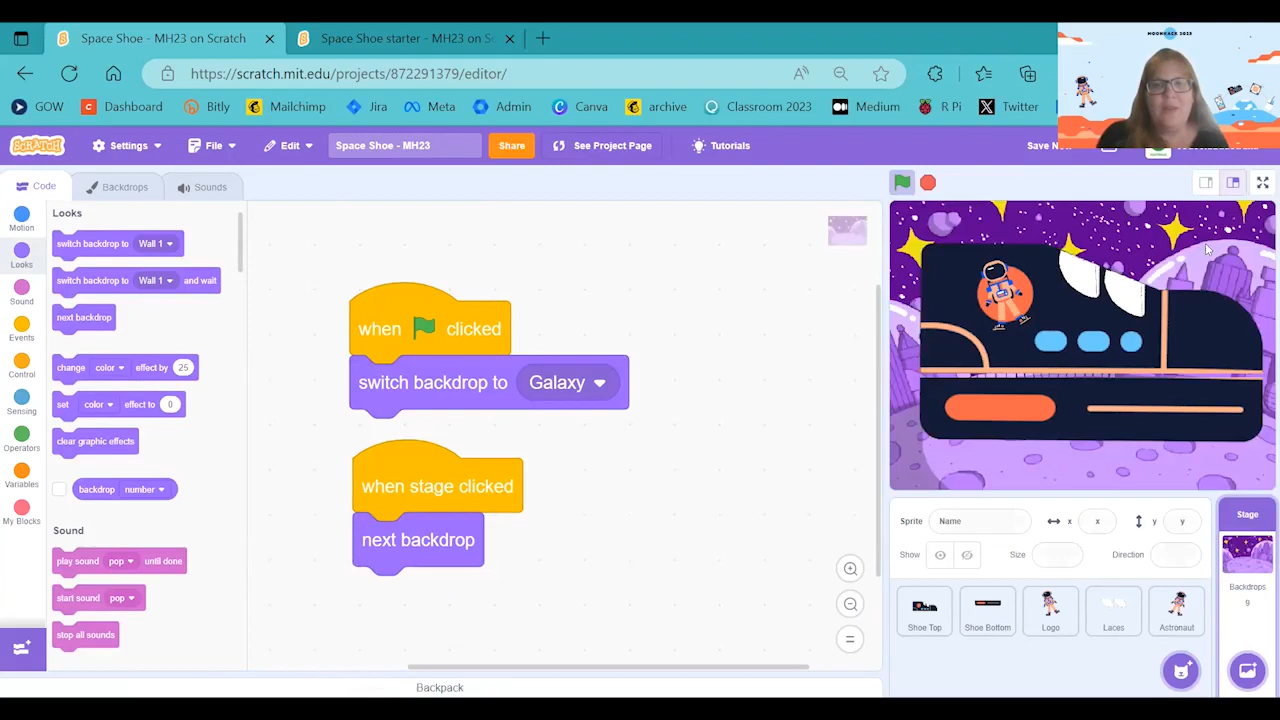 Space Shoe - MH23 on Scratch
Space Shoe starter - MH23 on Sc
https://scratch.mit.edu/projects/872291379/editor/
GOW
Dashboard
Bitly
Mailchimp
Jira
Meta
Admin
Canva
archive
Classroom 2023
Medium
R Pi
Twitter
MOONHACK 2023
SCRATCH
Settings
File
Edit
Space Shoe - MH23
Share
See Project Page
Tutorials
Save Now
Code
Backdrops
Sounds
Motion
Looks
Sound
Events
Control
Sensing
Operators
Variables
My Blocks
Looks
switch backdrop to Wall 1
switch backdrop to Wall 1 and wait
next backdrop
change color effect by 25
set color effect to 0
clear graphic effects
backdrop number
Sound
play sound pop until done
start sound pop
stop all sounds
when clicked
switch backdrop to Galaxy
when stage clicked
next backdrop
Backpack
Sprite Name x x y y
Show Size Direction
Shoe Top
Shoe Bottom
Logo
Laces
Astronaut
Stage
Backdrops
9